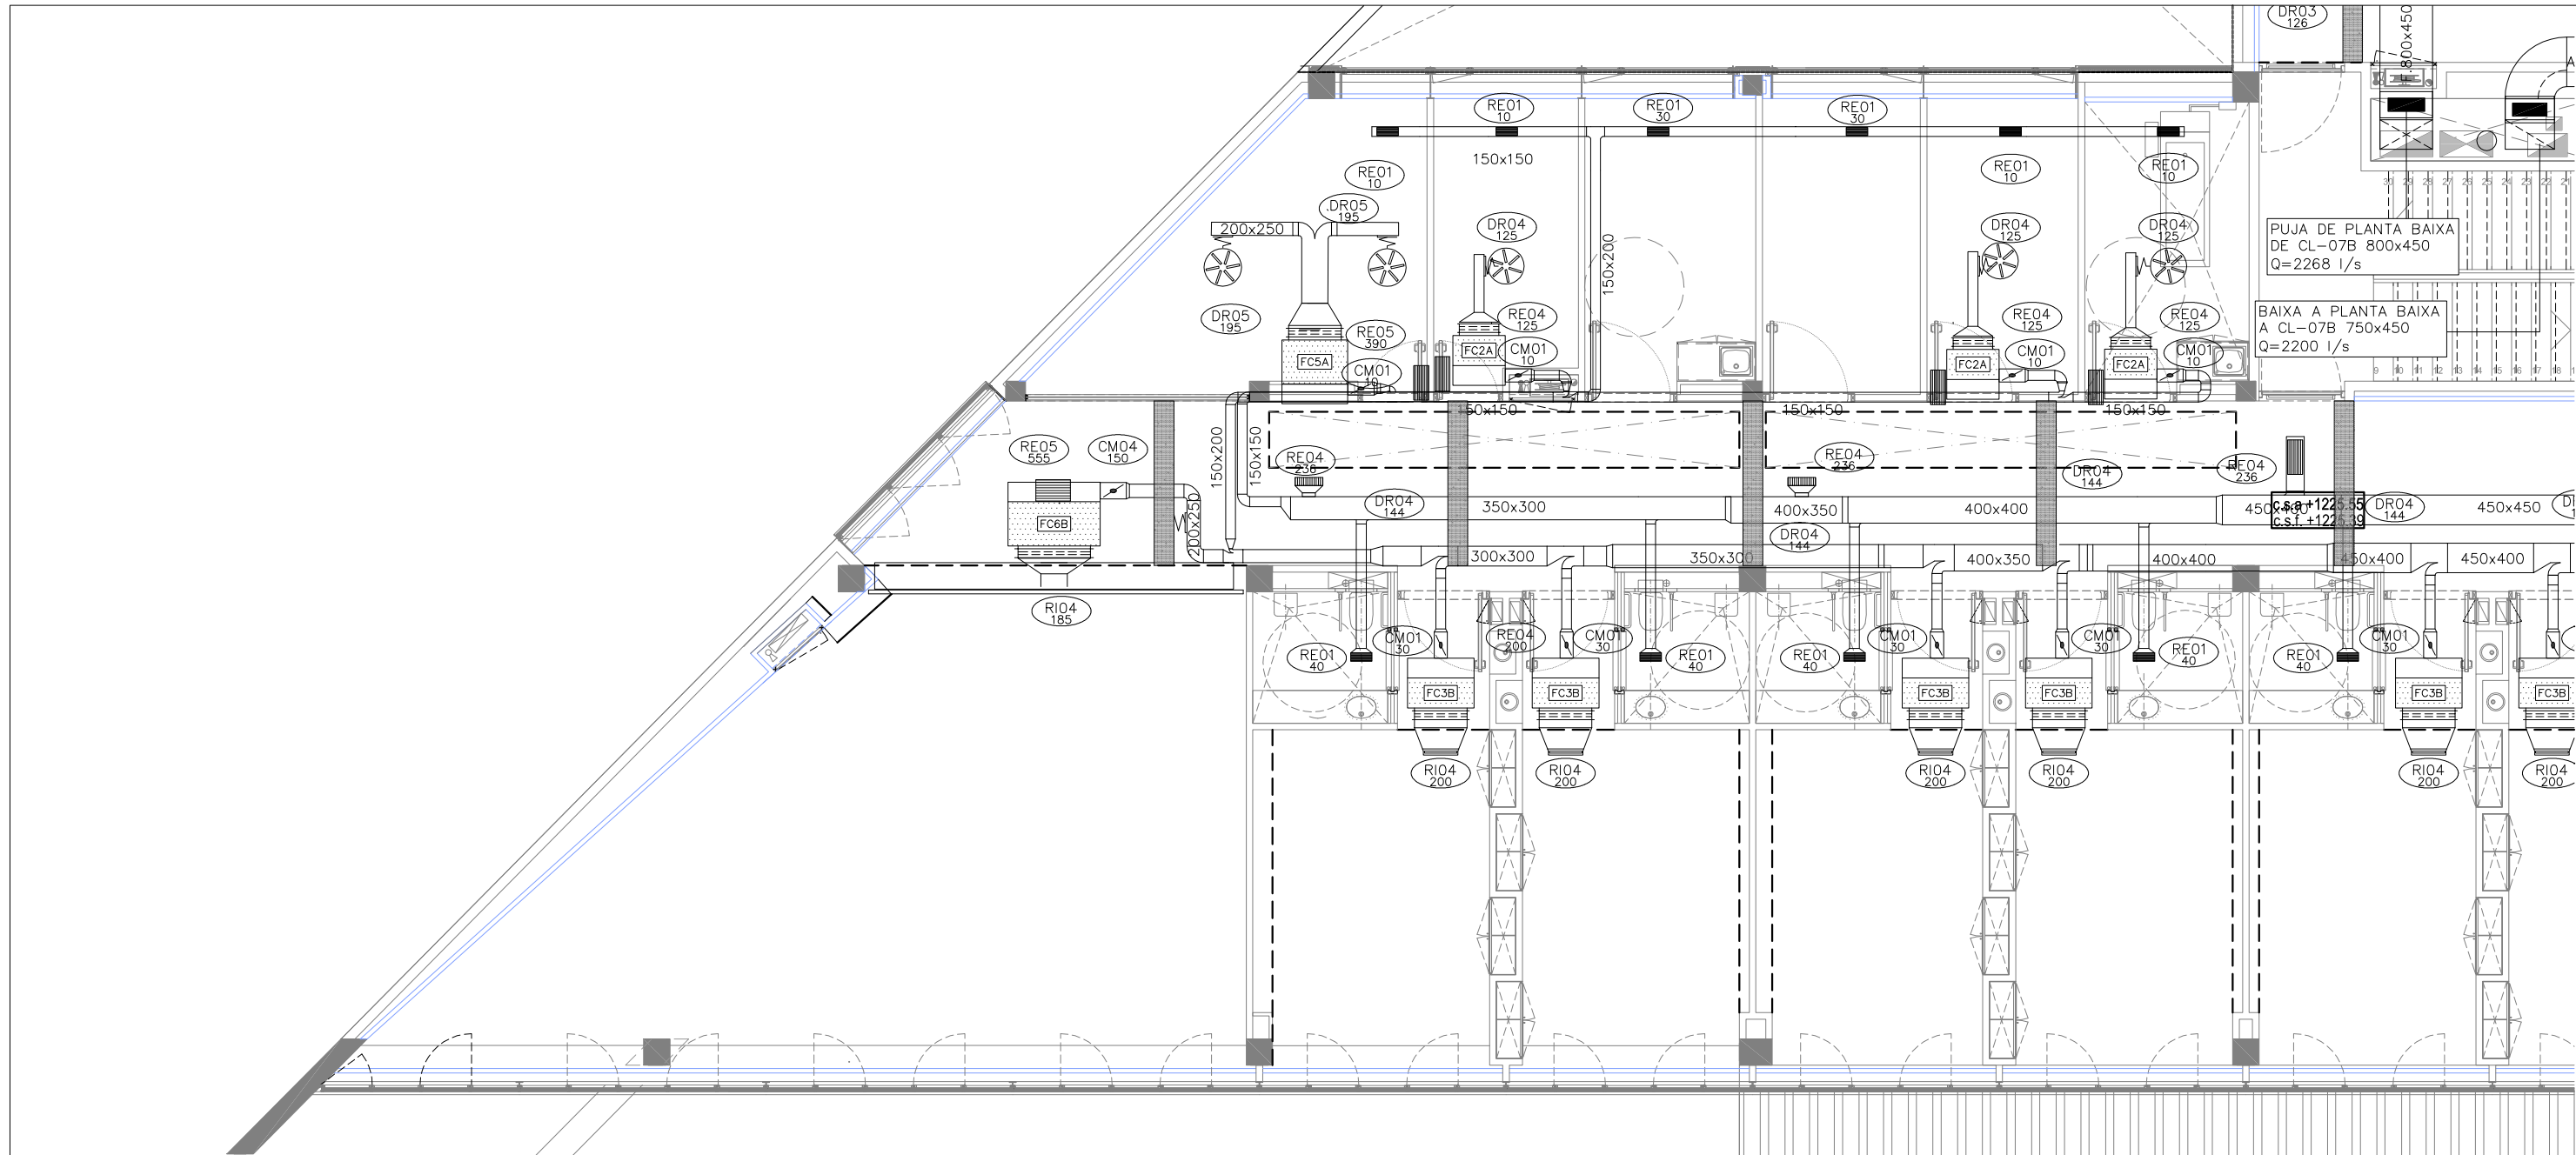 DR03
126
F.800x450
RE01
10
RE01
30
RE01
30
150x150
RE01
10
RE01
10
RE01
10
.DR05
195
200x250
DR04
125
DR04
125
DR04
125
150x200
PUJA DE PLANTA BAIXA
DE CL-07B 800x450
Q=2268 l/s
BAIXA A PLANTA BAIXA
A CL-07B 750x450
Q=2200 l/s
DR05
195
RE05
390
RE04
125
RE04
125
RE04
125
CM01
10
CM01
10
CM01
10
CM01
10
FC5A
FC2A
FC2A
FC2A
150x150
150x150
150x150
RE05
555
CM04
150
150x200
150x150
RE04
236
RE04
236
RE04
236
DR04
144
DR04
144
DR04
144
DR04
144
200x250
350x300
400x350
400x400
450x400
450x450
c.s.a +1225.55
c.s.f. +1225.39
FC6B
300x300
350x300
400x350
400x400
450x400
450x400
RI04
185
RE01
40
CM01
30
RE04
200
CM01
30
RE01
40
RE01
40
CM01
30
CM01
30
RE01
40
RE01
40
CM01
30
FC3B
FC3B
FC3B
FC3B
FC3B
FC3B
RI04
200
RI04
200
RI04
200
RI04
200
RI04
200
RI04
200